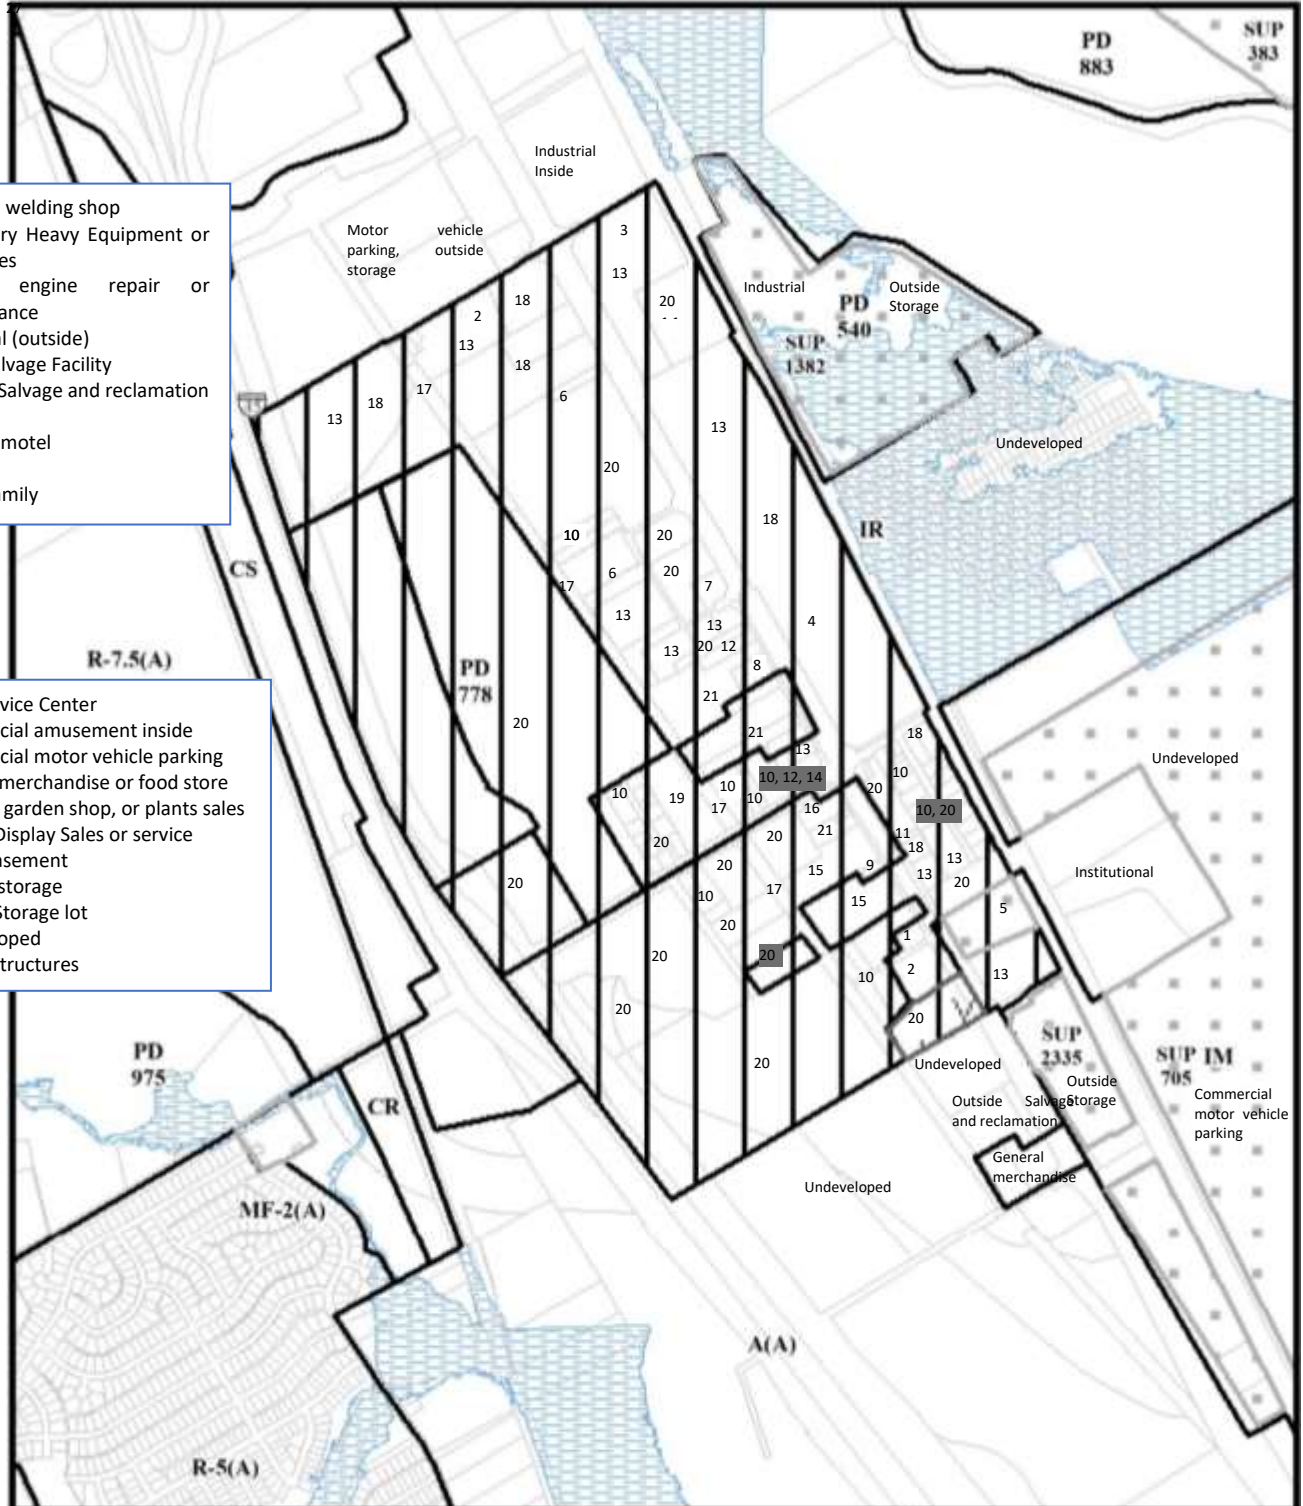 27
PD
883
SUP
383
Industrial
Inside
welding shop
ry Heavy Equipment or
es
engine repair or
ance
l (outside)
lvage Facility
Salvage and reclamation
motel
mily
Motor vehicle
parking, outside
storage
3
13
20
18
2
13
18
17
18
13
6
20
13
Industrial
Outside
Storage
PD
540
SUP
1382
Undeveloped
IR
CS
R-7.5(A)
18
10
20
6
20
7
17
13
13
4
20 12
13
8
21
PD
778
20
21
13
18
10, 12, 14
10
10
20
10
19
17
10
16
10, 20
Undeveloped
20
20
21
11
18
20
15
9
13
13
20
20
10
17
15
5
Institutional
20
1
20
20
10
2
13
20
20
20
rvice Center
cial amusement inside
cial motor vehicle parking
merchandise or food store
garden shop, or plants sales
Display Sales or service
asement
storage
Storage lot
oped
tructures
PD
975
CR
Undeveloped
SUP
2335
Outside
Storage
SUP
705
IM
Outside Salvage
and reclamation
Commercial
motor vehicle
parking
General
merchandise
Undeveloped
MF-2(A)
A(A)
R-5(A)